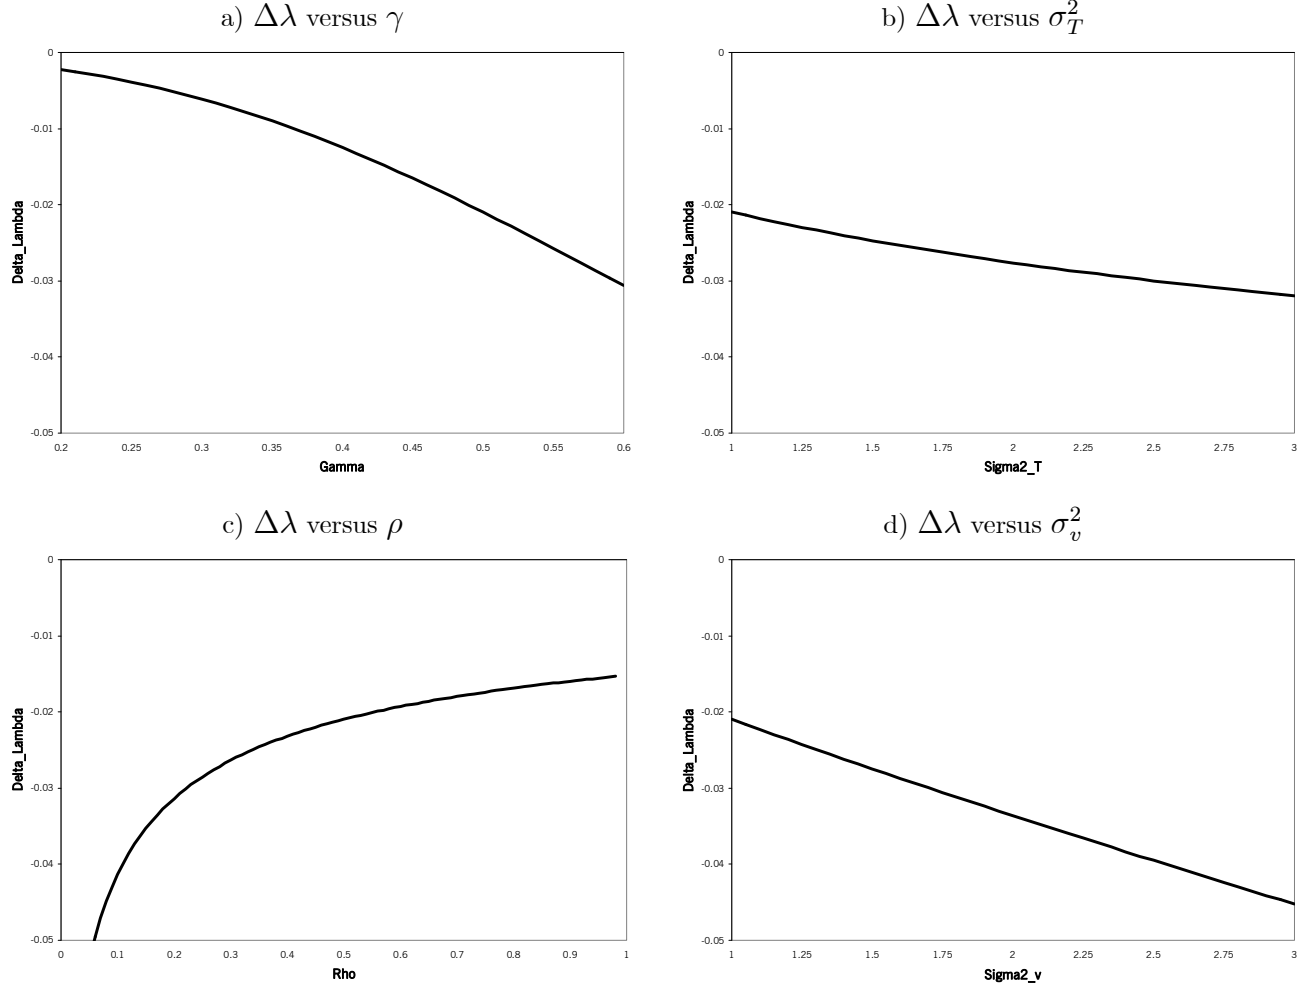 a) Δλ versus γ
0
-0.01
-0.02
-0.03
-0.04
-0.05
Delta_Lambda
0.2 0.25 0.3 0.35 0.4 0.45 0.5 0.55 0.6
Gamma
b) Δλ versus σ²_T
0
-0.01
-0.02
-0.03
-0.04
-0.05
Delta_Lambda
1 1.25 1.5 1.75 2 2.25 2.5 2.75 3
Sigma2_T
c) Δλ versus ρ
0
-0.01
-0.02
-0.03
-0.04
-0.05
Delta_Lambda
0 0.1 0.2 0.3 0.4 0.5 0.6 0.7 0.8 0.9 1
Rho
d) Δλ versus σ²_v
0
-0.01
-0.02
-0.03
-0.04
-0.05
Delta_Lambda
1 1.25 1.5 1.75 2 2.25 2.5 2.75 3
Sigma2_v